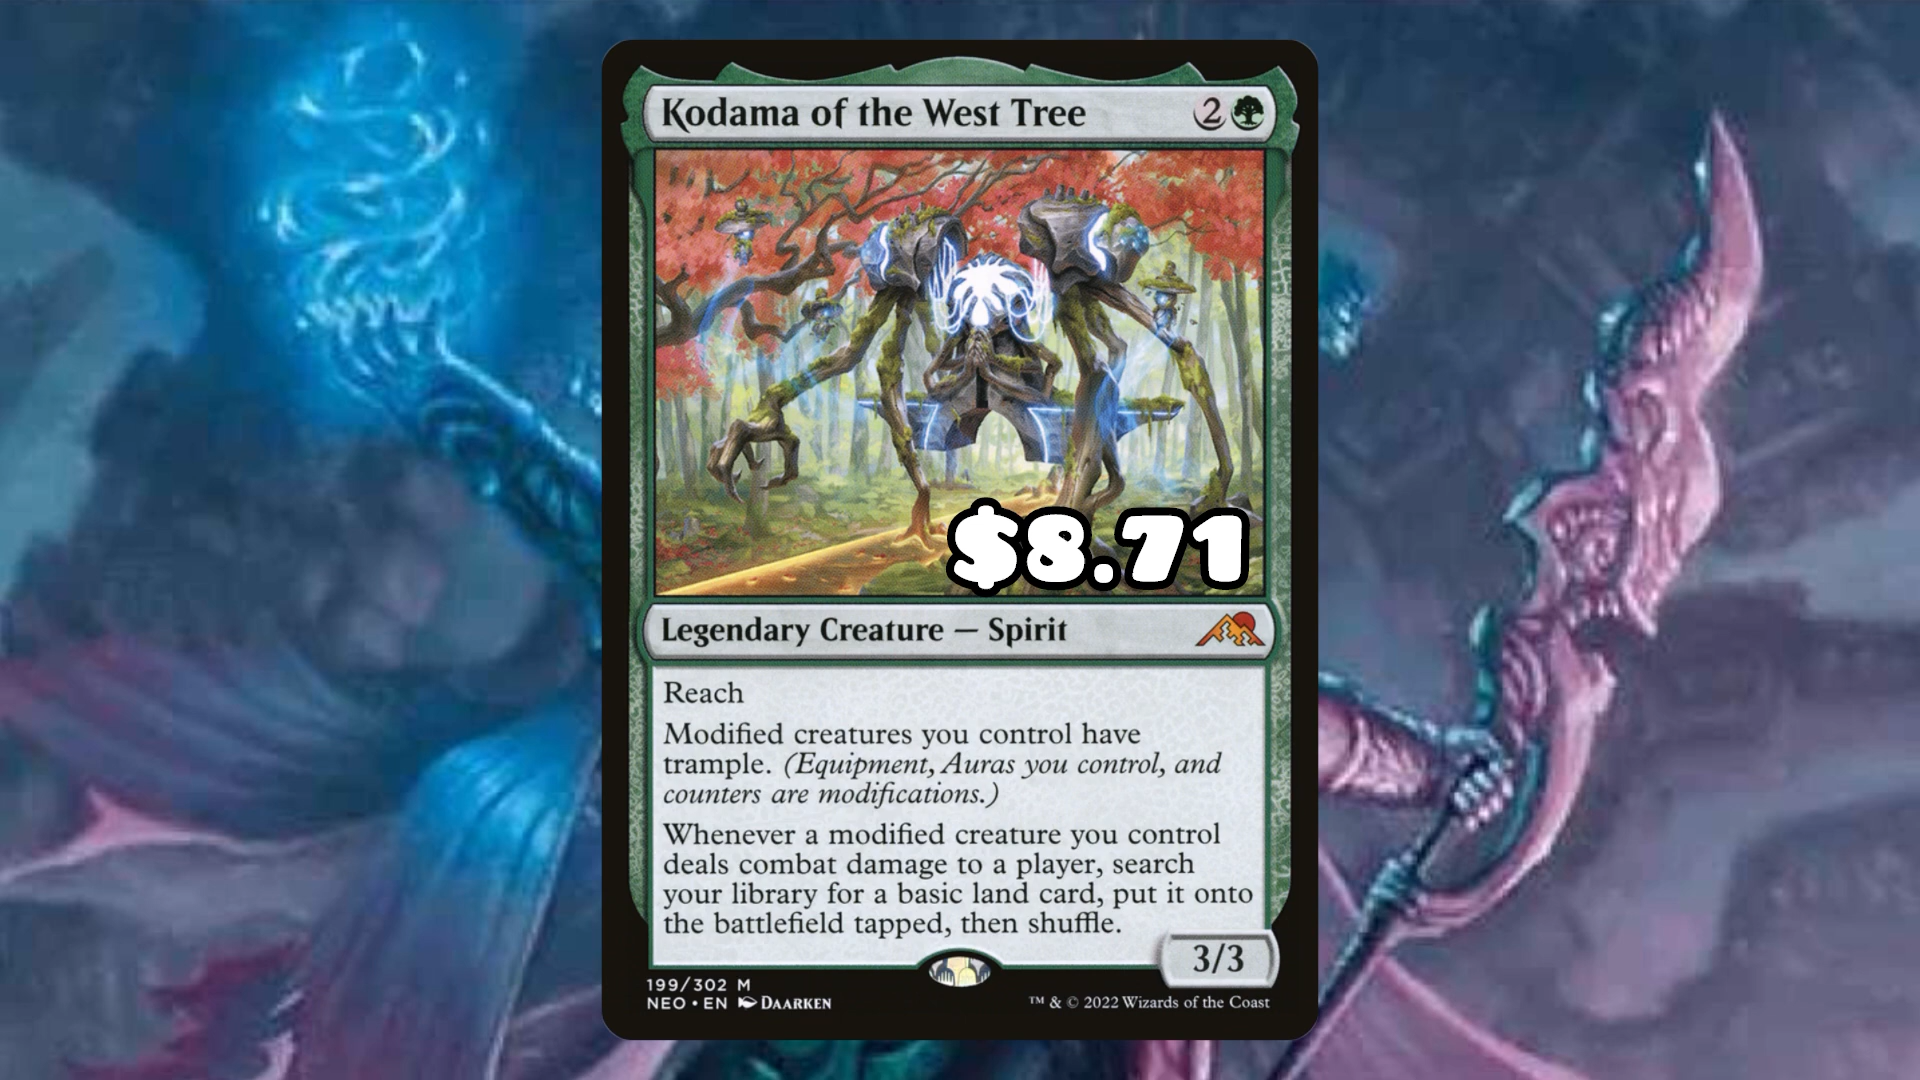 Kodama of the West Tree 2
$8.71
Legendary Creature — Spirit
Reach
Modified creatures you control have
trample. (Equipment, Auras you control, and
counters are modifications.)
Whenever a modified creature you control
deals combat damage to a player, search
your library for a basic land card, put it onto
the battlefield tapped, then shuffle.
3/3
199/302 M
NEO • EN DAARKEN
™ & © 2022 Wizards of the Coast